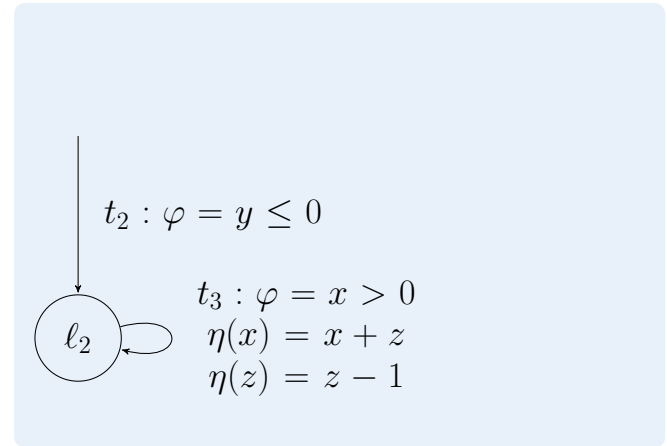 t₂ : φ = y ≤ 0
t₃ : φ = x > 0
η(x) = x + z
ℓ₂
η(z) = z − 1